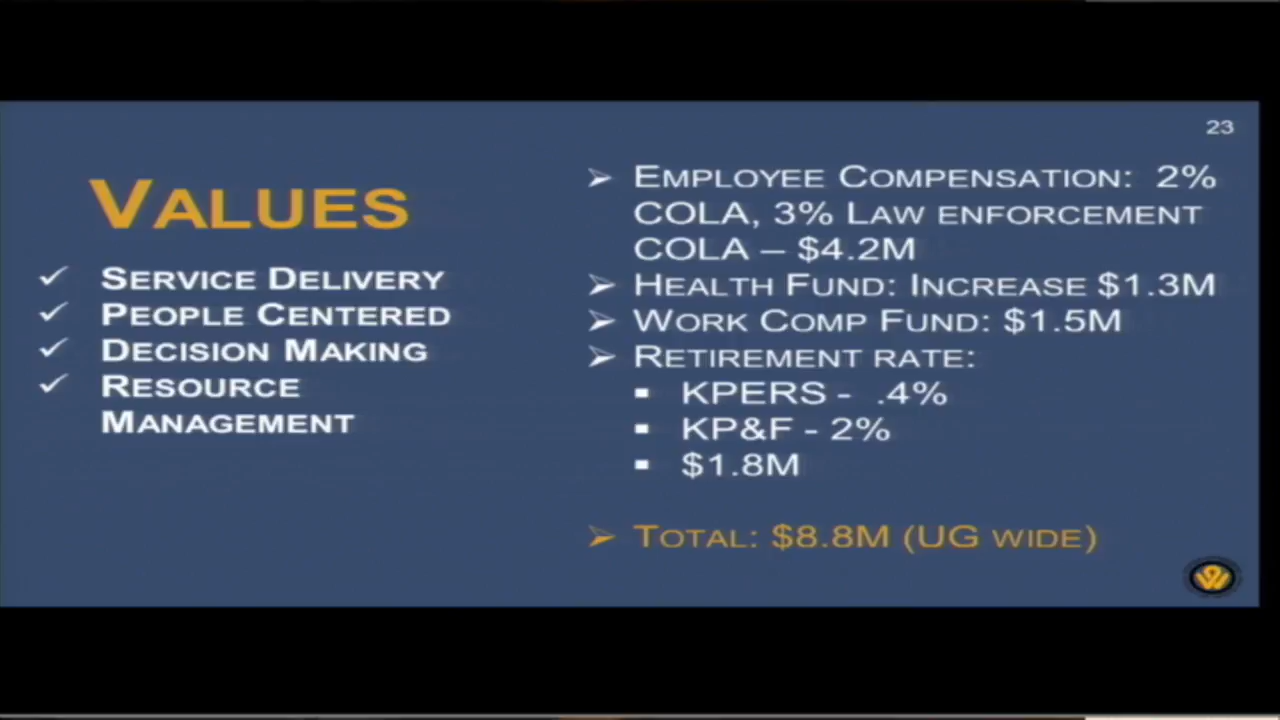 23
VALUES
✓ SERVICE DELIVERY
✓ PEOPLE CENTERED
✓ DECISION MAKING
✓ RESOURCE
MANAGEMENT
➢ EMPLOYEE COMPENSATION: 2%
COLA, 3% LAW ENFORCEMENT
COLA – $4.2M
➢ HEALTH FUND: INCREASE $1.3M
➢ WORK COMP FUND: $1.5M
➢ RETIREMENT RATE:
▪ KPERS - .4%
▪ KP&F - 2%
▪ $1.8M
➢ TOTAL: $8.8M (UG WIDE)